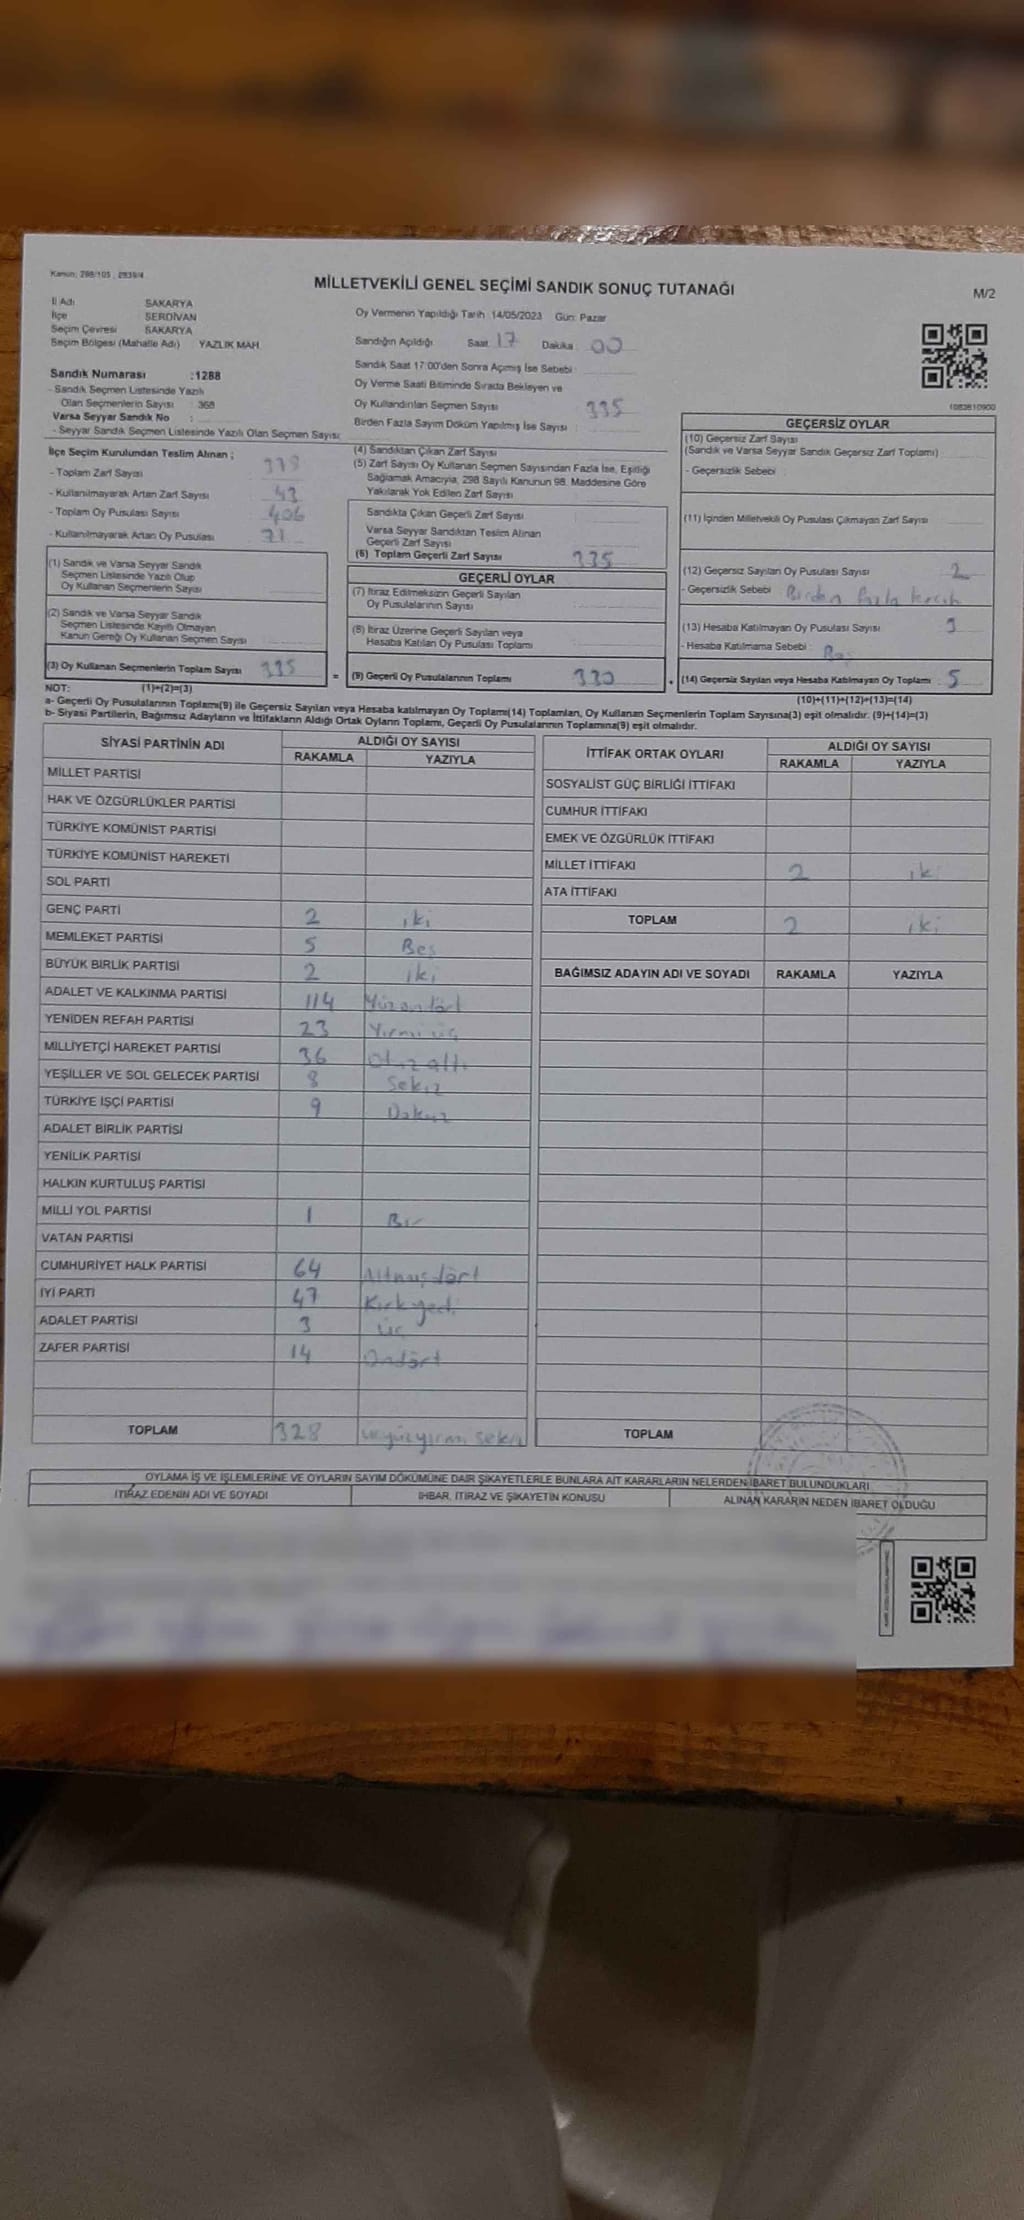 Kanun; 298/105 , 2839/4
MİLLETVEKİLİ GENEL SEÇİMİ SANDIK SONUÇ TUTANAĞI
M/2
İl Adı SAKARYA
İlçe SERDİVAN
Seçim Çevresi SAKARYA
Seçim Bölgesi (Mahalle Adı) YAZLIK MAH.
Sandık Numarası :1288
- Sandık Seçmen Listesinde Yazılı
Olan Seçmenlerin Sayısı : 368
Varsa Seyyar Sandık No :
- Seyyar Sandık Seçmen Listesinde Yazılı Olan Seçmen Sayısı
Oy Vermenin Yapıldığı Tarih 14/05/2023 Gün: Pazar
Sandığın Açıldığı Saat 17 Dakika 00
Sandık Saat 17:00'den Sonra Açımış İse Sebebi
Oy Verme Saati Bitiminde Sırada Bekleyen ve
Oy Kullandırılan Seçmen Sayısı 335
Birden Fazla Sayım Döküm Yapılmış İse Sayısı :
1082610900
İlçe Seçim Kurulundan Teslim Alınan ;
- Toplam Zarf Sayısı 378
- Kullanılmayarak Artan Zarf Sayısı 43
- Toplam Oy Pusulası Sayısı 406
- Kullanılmayarak Artan Oy Pusulası 71
(1) Sandık ve Varsa Seyyar Sandık
Seçmen Listesinde Yazılı Olup
Oy Kullanan Seçmenlerin Sayısı
(2) Sandık ve Varsa Seyyar Sandık
Seçmen Listesinde Kayıtlı Olmayan
Kanun Gereği Oy Kullanan Seçmen Sayısı
(3) Oy Kullanan Seçmenlerin Toplam Sayısı 335
(1)+(2)=(3)
(4) Sandıktan Çıkan Zarf Sayısı
(5) Zarf Sayısı Oy Kullanan Seçmen Sayısından Fazla İse, Eşitliği
Sağlamak Amacıyla, 298 Sayılı Kanunun 98. Maddesine Göre
Yakılarak Yok Edilen Zarf Sayısı
Sandıkta Çıkan Geçerli Zarf Sayısı
Varsa Seyyar Sandıktan Teslim Alınan
Geçerli Zarf Sayısı
(6) Toplam Geçerli Zarf Sayısı 335
GEÇERLİ OYLAR
(7) İtiraz Edilmeksizin Geçerli Sayılan
Oy Pusulalarının Sayısı
(8) İtiraz Üzerine Geçerli Sayılan veya
Hesaba Katılan Oy Pusulası Toplamı
= (9) Geçerli Oy Pusulalarının Toplamı 330
GEÇERSİZ OYLAR
(10) Geçersiz Zarf Sayısı
(Sandık ve Varsa Seyyar Sandık Geçersiz Zarf Toplamı)
- Geçersizlik Sebebi
(11) İçinden Milletvekili Oy Pusulası Çıkmayan Zarf Sayısı
(12) Geçersiz Sayılan Oy Pusulası Sayısı 2
- Geçersizlik Sebebi Birden fazla
(13) Hesaba Katılmayan Oy Pusulası Sayısı 3
- Hesaba Katılmama Sebebi : Boş
+ (14) Geçersiz Sayılan veya Hesaba Katılmayan Oy Toplamı 5
(10)+(11)+(12)+(13)=(14)
NOT:
a- Geçerli Oy Pusulalarının Toplamı(9) ile Geçersiz Sayılan veya Hesaba katılmayan Oy Toplamı(14) Toplamları, Oy Kullanan Seçmenlerin Toplam Sayısına(3) eşit olmalıdır. (9)+(14)=(3)
b- Siyasi Partilerin, Bağımsız Adayların ve İttifakların Aldığı Ortak Oyların Toplamı, Geçerli Oy Pusulalarının Toplamına(9) eşit olmalıdır.
SİYASİ PARTİNİN ADI ALDIĞI OY SAYISI
RAKAMLA YAZIYLA
MİLLET PARTİSİ
HAK VE ÖZGÜRLÜKLER PARTİSİ
TÜRKİYE KOMÜNİST PARTİSİ
TÜRKİYE KOMÜNİST HAREKETİ
SOL PARTİ
GENÇ PARTİ 2 iki
MEMLEKET PARTİSİ 5 Beş
BÜYÜK BİRLİK PARTİSİ 2 iki
ADALET VE KALKINMA PARTİSİ 114 Yüzondört
YENİDEN REFAH PARTİSİ 23 Yirmi üç
MİLLİYETÇİ HAREKET PARTİSİ 36 Otuz altı
YEŞİLLER VE SOL GELECEK PARTİSİ 8 Sekiz
TÜRKİYE İŞÇİ PARTİSİ 9 Dokuz
ADALET BİRLİK PARTİSİ
YENİLİK PARTİSİ
HALKIN KURTULUŞ PARTİSİ
MİLLİ YOL PARTİSİ 1 Bir
VATAN PARTİSİ
CUMHURİYET HALK PARTİSİ 64 Altmışdört
İYİ PARTİ 47 Kırkyedi
ADALET PARTİSİ 3 üç
ZAFER PARTİSİ 14 Ondört
TOPLAM 328 üçyüzyirmi sekiz
İTTİFAK ORTAK OYLARI ALDIĞI OY SAYISI
RAKAMLA YAZIYLA
SOSYALİST GÜÇ BİRLİĞİ İTTİFAKI
CUMHUR İTTİFAKI
EMEK VE ÖZGÜRLÜK İTTİFAKI
MİLLET İTTİFAKI 2 iki
ATA İTTİFAKI
TOPLAM 2 iki
BAĞIMSIZ ADAYIN ADI VE SOYADI RAKAMLA YAZIYLA
TOPLAM
OYLAMA İŞ VE İŞLEMLERİNE VE OYLARIN SAYIM DÖKÜMÜNE DAİR ŞİKAYETLERLE BUNLARA AİT KARARLARIN NELERDEN İBARET BULUNDUKLARI
İTİRAZ EDENİN ADI VE SOYADI İHBAR, İTİRAZ VE ŞİKAYETİN KONUSU ALINAN KARARIN NEDEN İBARET OLDUĞU